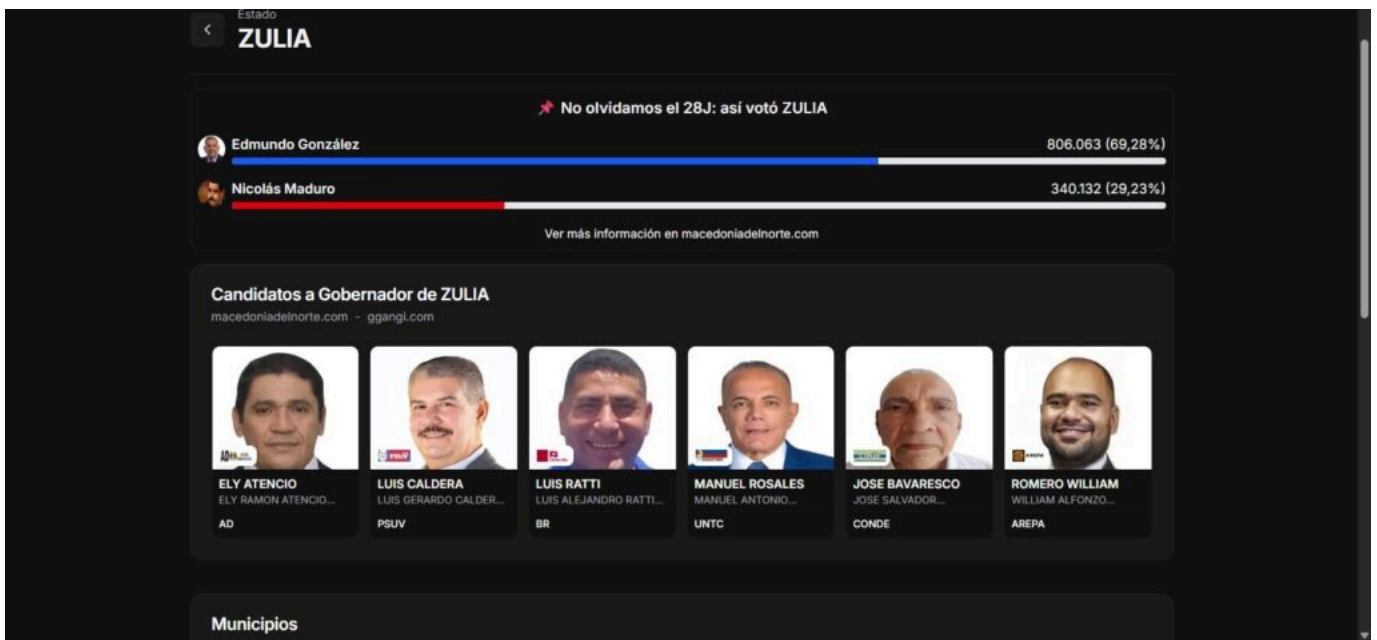 Estado
ZULIA
📌 No olvidamos el 28J: así votó ZULIA
Edmundo González 806.063 (69,28%)
Nicolás Maduro 340.132 (29,23%)
Ver más información en macedoniadelnorte.com
Candidatos a Gobernador de ZULIA
macedoniadelnorte.com - ggangi.com
PSUV
AREPA
ELY ATENCIO LUIS CALDERA LUIS RATTI MANUEL ROSALES JOSE BAVARESCO ROMERO WILLIAM
ELY RAMON ATENCIO... LUIS GERARDO CALDER... LUIS ALEJANDRO RATTI... MANUEL ANTONIO... JOSE SALVADOR... WILLIAM ALFONZO...
AD PSUV BR UNTC CONDE AREPA
Municipios